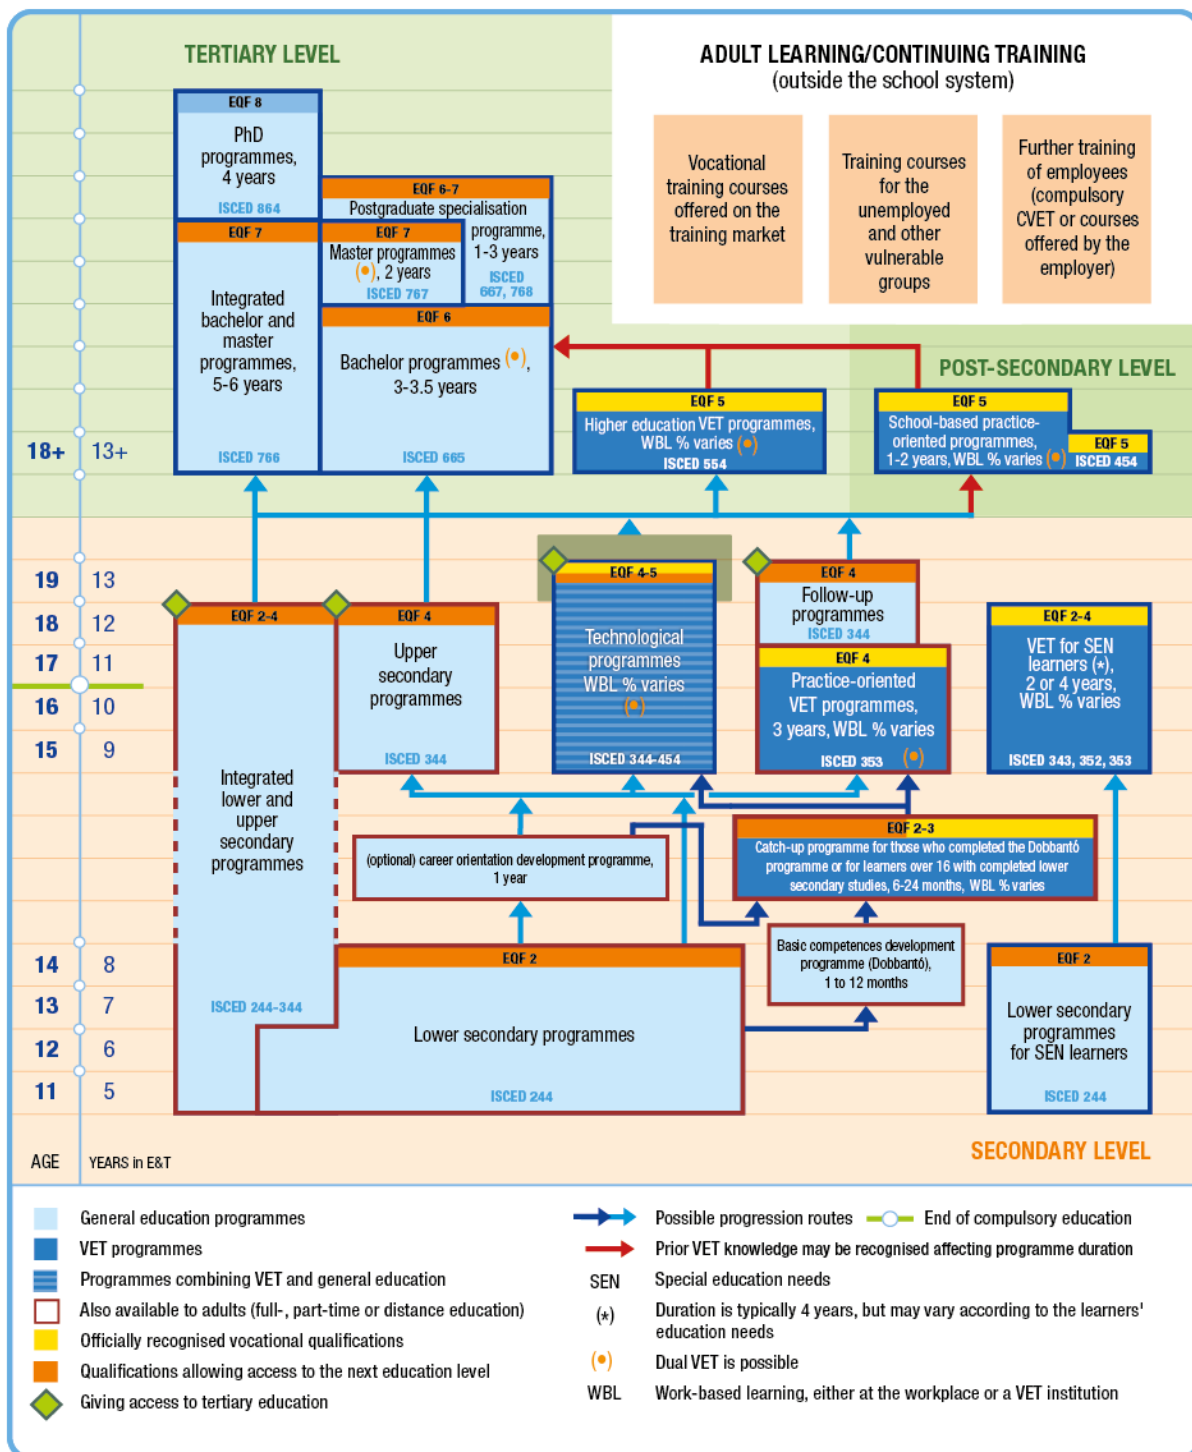 TERTIARY LEVEL
ADULT LEARNING/CONTINUING TRAINING
(outside the school system)
Vocational
training courses
offered on the
training market
Training courses
for the
unemployed
and other
vulnerable
groups
Further training
of employees
(compulsory
CVET or courses
offered by the
employer)
EQF 8
PhD
programmes,
4 years
ISCED 864
EQF 6-7
Postgraduate specialisation
programme,
1-3 years
ISCED
667, 768
EQF 7
Integrated
bachelor and
master
programmes,
5-6 years
ISCED 766
EQF 7
Master programmes
(•), 2 years
ISCED 767
EQF 6
Bachelor programmes (•),
3-3.5 years
ISCED 665
POST-SECONDARY LEVEL
EQF 5
Higher education VET programmes,
WBL % varies (•)
ISCED 554
EQF 5
School-based practice-
oriented programmes,
1-2 years, WBL % varies (•)
EQF 5
ISCED 454
18+ 13+
19 13
18 12
17 11
16 10
15 9
14 8
13 7
12 6
11 5
AGE YEARS in E&T
EQF 2-4
Integrated
lower and
upper
secondary
programmes
ISCED 244-344
EQF 4
Upper
secondary
programmes
ISCED 344
EQF 4-5
Technological
programmes
WBL % varies
(•)
ISCED 344-454
EQF 4
Follow-up
programmes
ISCED 344
EQF 4
Practice-oriented
VET programmes,
3 years, WBL % varies
ISCED 353 (•)
EQF 2-4
VET for SEN
learners (*),
2 or 4 years,
WBL % varies
ISCED 343, 352, 353
(optional) career orientation development programme,
1 year
EQF 2-3
Catch-up programme for those who completed the Dobbantó
programme or for learners over 16 with completed lower
secondary studies, 6-24 months, WBL % varies
Basic competences development
programme (Dobbantó),
1 to 12 months
EQF 2
Lower secondary programmes
ISCED 244
EQF 2
Lower secondary
programmes
for SEN learners
ISCED 244
SECONDARY LEVEL
General education programmes
VET programmes
Programmes combining VET and general education
Also available to adults (full-, part-time or distance education)
Officially recognised vocational qualifications
Qualifications allowing access to the next education level
Giving access to tertiary education
Possible progression routes
End of compulsory education
Prior VET knowledge may be recognised affecting programme duration
SEN Special education needs
(*) Duration is typically 4 years, but may vary according to the learners'
education needs
(•) Dual VET is possible
WBL Work-based learning, either at the workplace or a VET institution